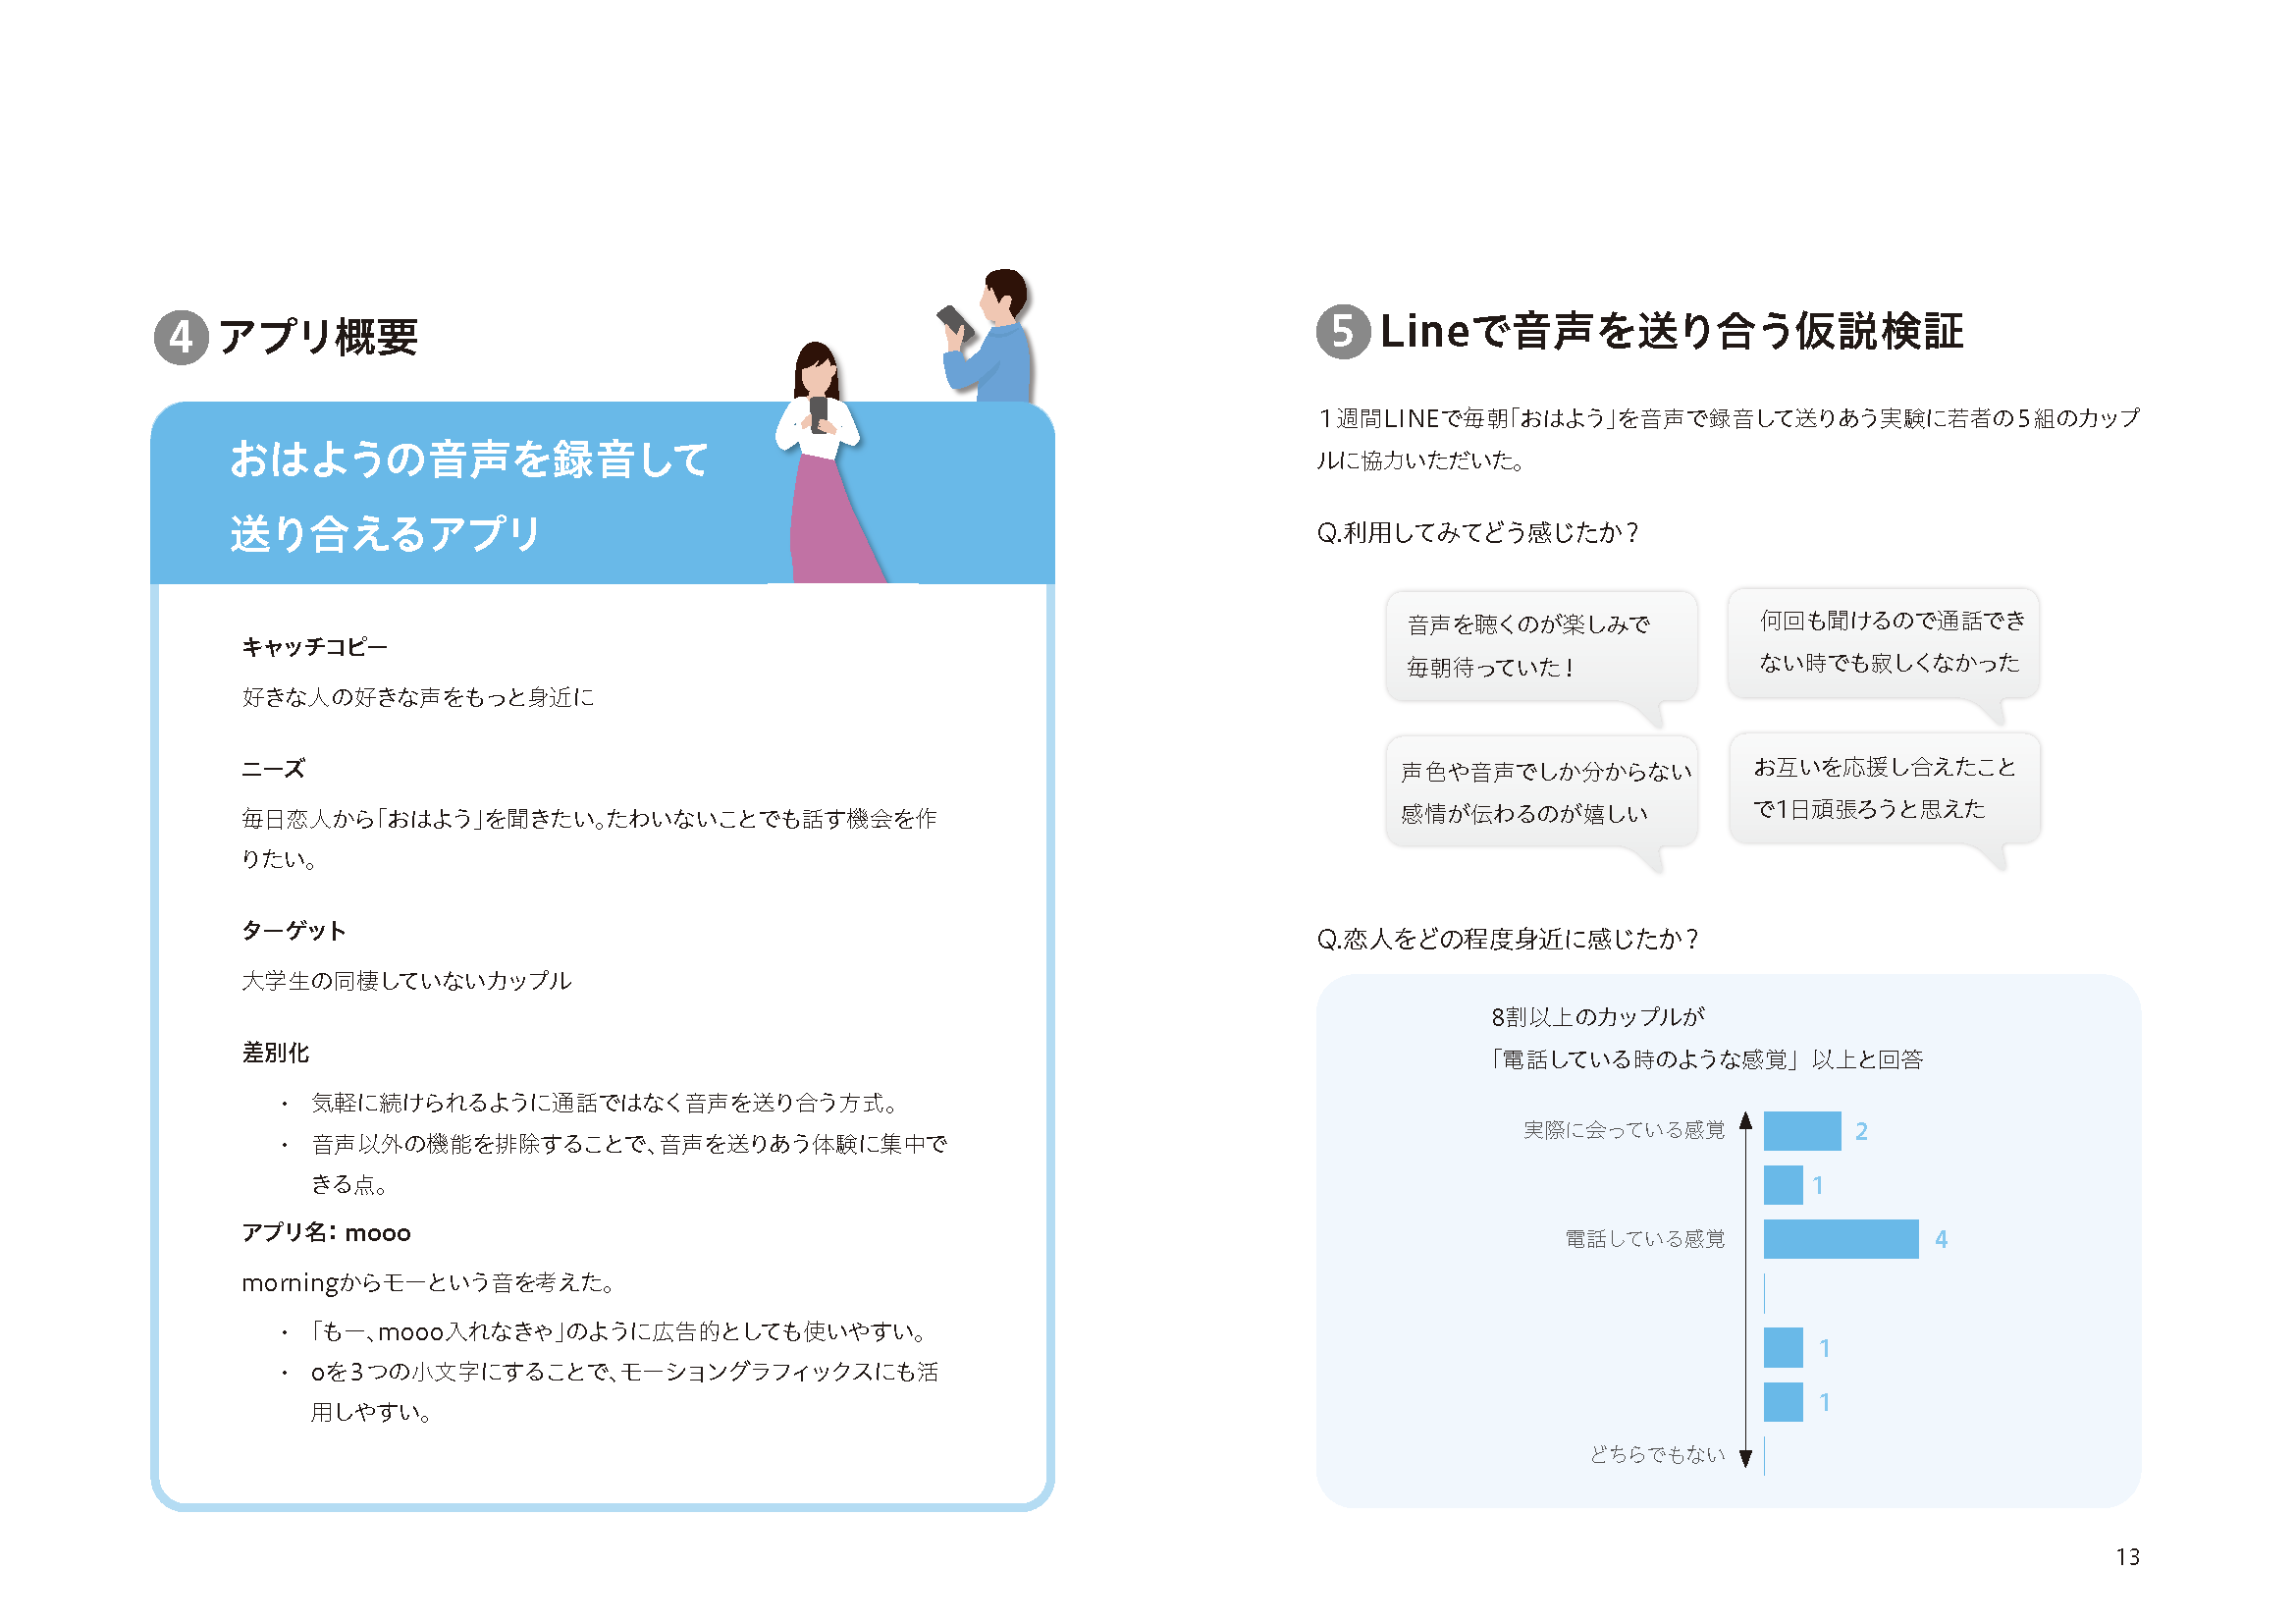 4 アプリ概要
おはようの音声を録音して
送り合えるアプリ
キャッチコピー
好きな人の好きな声をもっと身近に
ニーズ
毎日恋人から「おはよう」を聞きたい。たわいないことでも話す機会を作
りたい。
ターゲット
大学生の同棲していないカップル
差別化
・ 気軽に続けられるように通話ではなく音声を送り合う方式。
・ 音声以外の機能を排除することで、音声を送りあう体験に集中で
きる点。
アプリ名：mooo
morningからモーという音を考えた。
・ 「もー、mooo入れなきゃ」のように広告的としても使いやすい。
・ oを3つの小文字にすることで、モーショングラフィックスにも活
用しやすい。
5 Lineで音声を送り合う仮説検証
1週間LINEで毎朝「おはよう」を音声で録音して送りあう実験に若者の5組のカップ
ルに協力いただいた。
Q.利用してみてどう感じたか？
音声を聴くのが楽しみで
毎朝待っていた！
何回も聞けるので通話でき
ない時でも寂しくなかった
声色や音声でしか分からない
感情が伝わるのが嬉しい
お互いを応援し合えたこと
で1日頑張ろうと思えた
Q.恋人をどの程度身近に感じたか？
8割以上のカップルが
「電話している時のような感覚」以上と回答
実際に会っている感覚 2
1
電話している感覚 4
1
1
どちらでもない
13